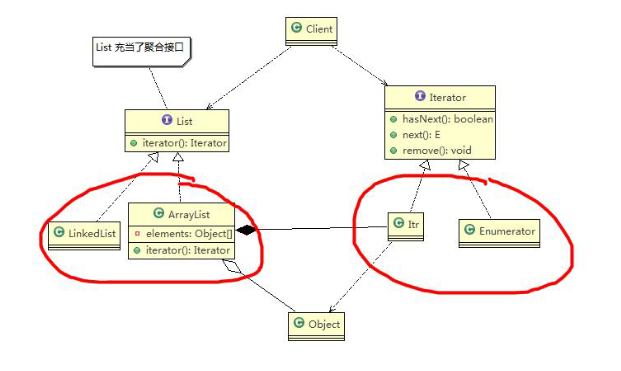 Client
List 充当了聚合接口
Iterator
hasNext(): boolean
next(): E
remove(): void
List
iterator(): Iterator
LinkedList
ArrayList
elements: Object[]
iterator(): Iterator
Itr
Enumerator
Object